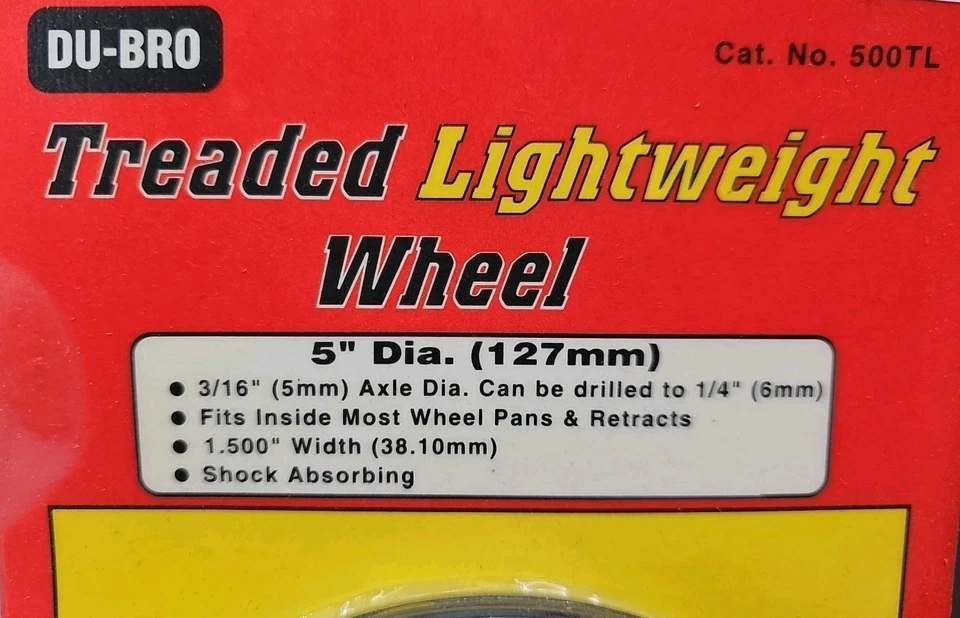 DU-BRO
Cat. No. 500TL
Treaded Lightweight
Wheel
5" Dia. (127mm)
• 3/16" (5mm) Axle Dia. Can be drilled to 1/4" (6mm)
• Fits Inside Most Wheel Pans & Retracts
• 1.500" Width (38.10mm)
• Shock Absorbing